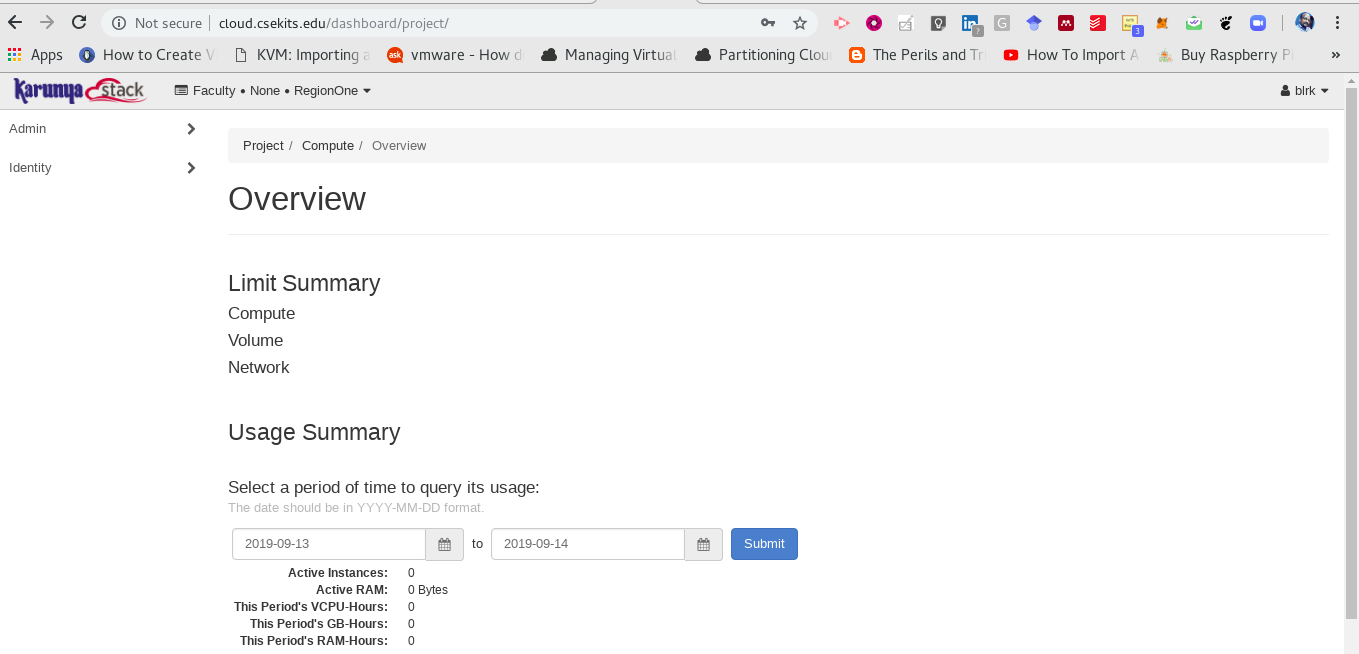 Not secure | cloud.csekits.edu/dashboard/project/
Apps How to Create V KVM: Importing a vmware - How d Managing Virtual Partitioning Clou The Perils and Tr How To Import A Buy Raspberry Pi »
Karunya stack Faculty • None • RegionOne blrk
Admin
Identity
Project / Compute / Overview
Overview
Limit Summary
Compute
Volume
Network
Usage Summary
Select a period of time to query its usage:
The date should be in YYYY-MM-DD format.
2019-09-13 to 2019-09-14 Submit
Active Instances: 0
Active RAM: 0 Bytes
This Period's VCPU-Hours: 0
This Period's GB-Hours: 0
This Period's RAM-Hours: 0